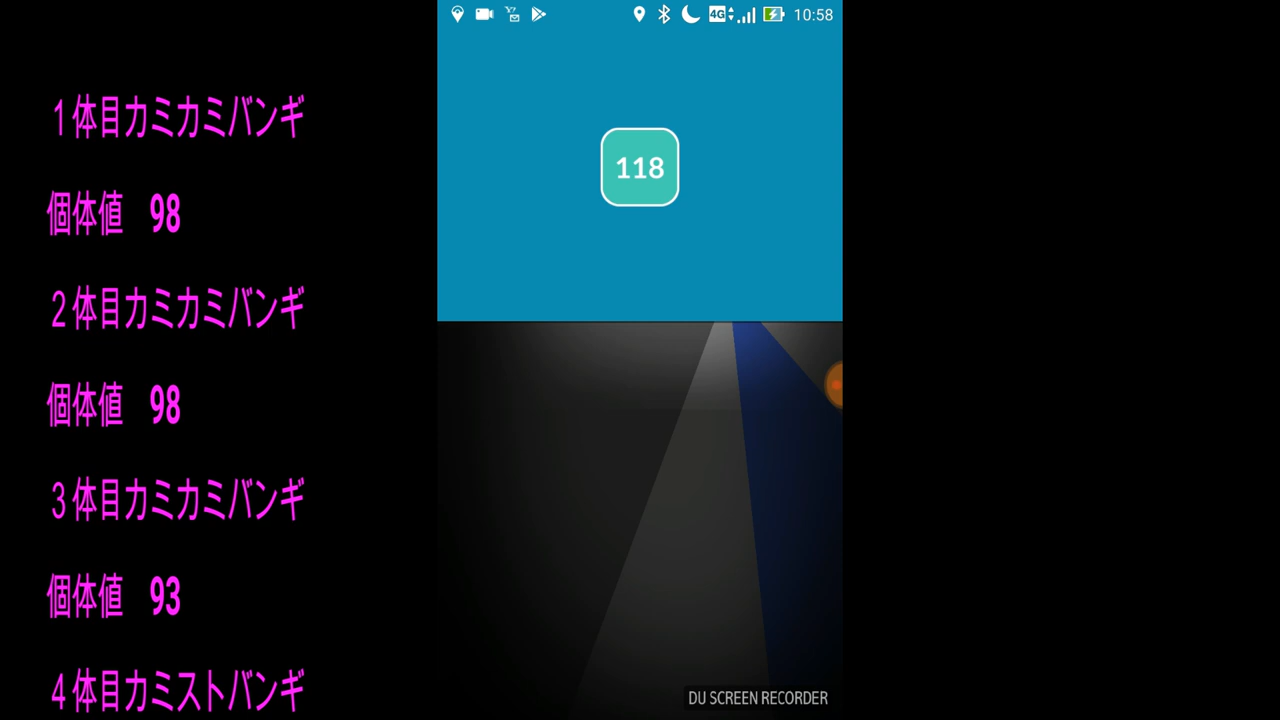 １体目カミカミバンギ
個体値　98
２体目カミカミバンギ
個体値　98
３体目カミカミバンギ
個体値　93
４体目カミストバンギ
4G 10:58
118
DU SCREEN RECORDER